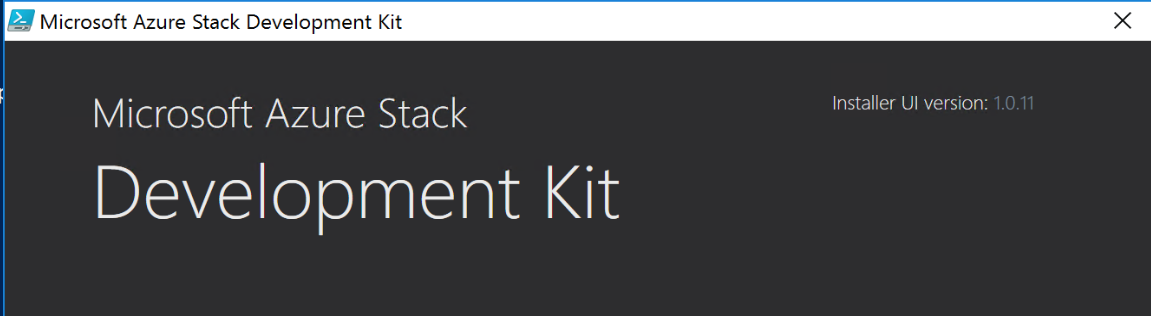 Microsoft Azure Stack Development Kit
Microsoft Azure Stack
Installer UI version: 1.0.11
Development Kit